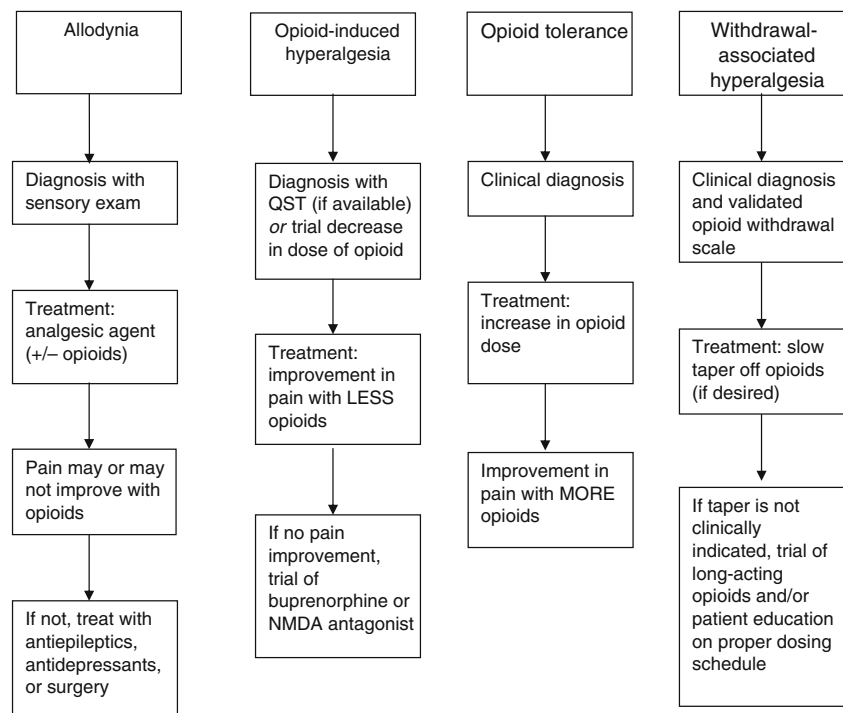 Allodynia
Diagnosis with
sensory exam
Treatment:
analgesic agent
(+/– opioids)
Pain may or may
not improve with
opioids
If not, treat with
antiepileptics,
antidepressants,
or surgery
Opioid-induced
hyperalgesia
Diagnosis with
QST (if available)
or trial decrease
in dose of opioid
Treatment:
improvement in
pain with LESS
opioids
If no pain
improvement,
trial of
buprenorphine or
NMDA antagonist
Opioid tolerance
Clinical diagnosis
Treatment:
increase in opioid
dose
Improvement in
pain with MORE
opioids
Withdrawal-
associated
hyperalgesia
Clinical diagnosis
and validated
opioid withdrawal
scale
Treatment: slow
taper off opioids
(if desired)
If taper is not
clinically
indicated, trial of
long-acting
opioids and/or
patient education
on proper dosing
schedule